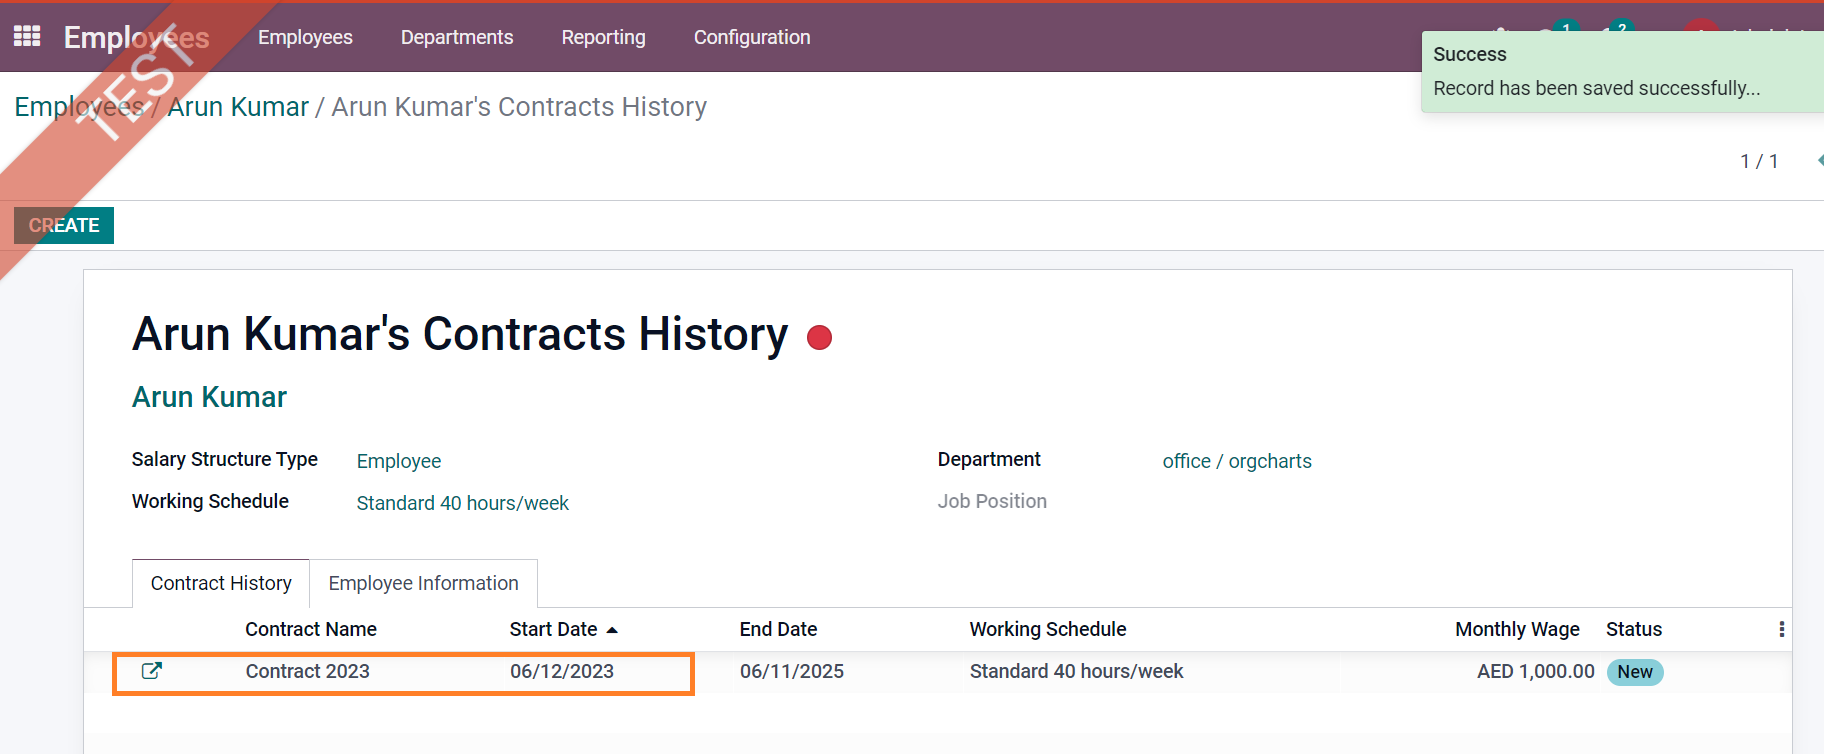 Employees Employees Departments Reporting Configuration 1 2
TEST
Success
Record has been saved successfully...
Employees / Arun Kumar / Arun Kumar's Contracts History
1 / 1
CREATE
Arun Kumar's Contracts History
Arun Kumar
Salary Structure Type Employee Department office / orgcharts
Working Schedule Standard 40 hours/week Job Position
Contract History Employee Information
Contract Name Start Date End Date Working Schedule Monthly Wage Status
Contract 2023 06/12/2023 06/11/2025 Standard 40 hours/week AED 1,000.00 New